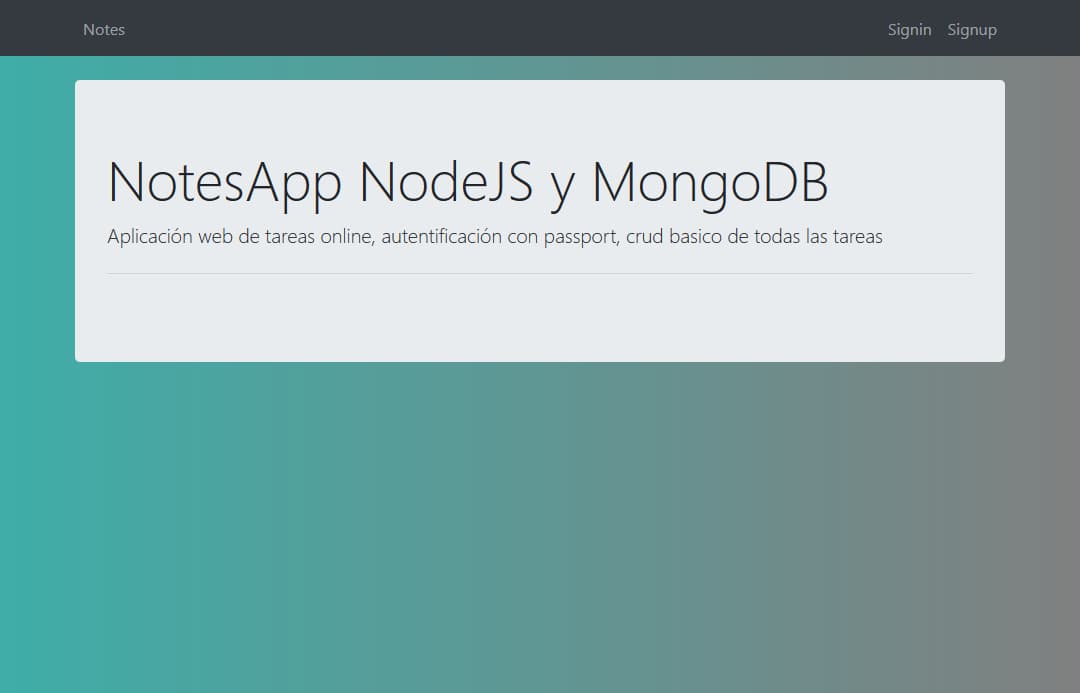 Notes
Signin Signup
NotesApp NodeJS y MongoDB
Aplicación web de tareas online, autentificación con passport, crud basico de todas las tareas